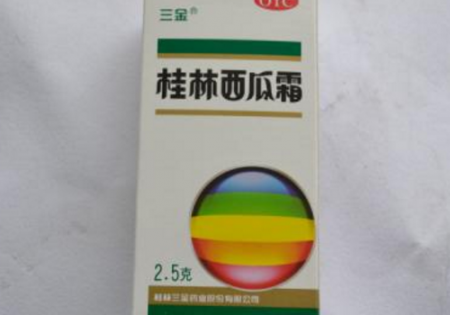 三金®
OTC
桂林西瓜霜
2.5克
桂林三金药业股份有限公司